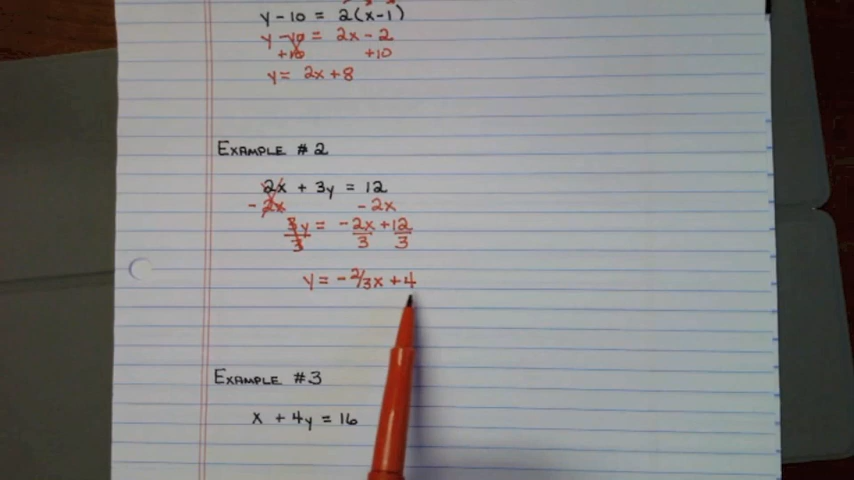 y - 10 = 2(x-1)
y - 10 = 2x - 2
+10 +10
y = 2x + 8
EXAMPLE #2
2x + 3y = 12
- 2x - 2x
3y = -2x + 12
3 3 3
y = - 2/3x + 4
EXAMPLE #3
x + 4y = 16